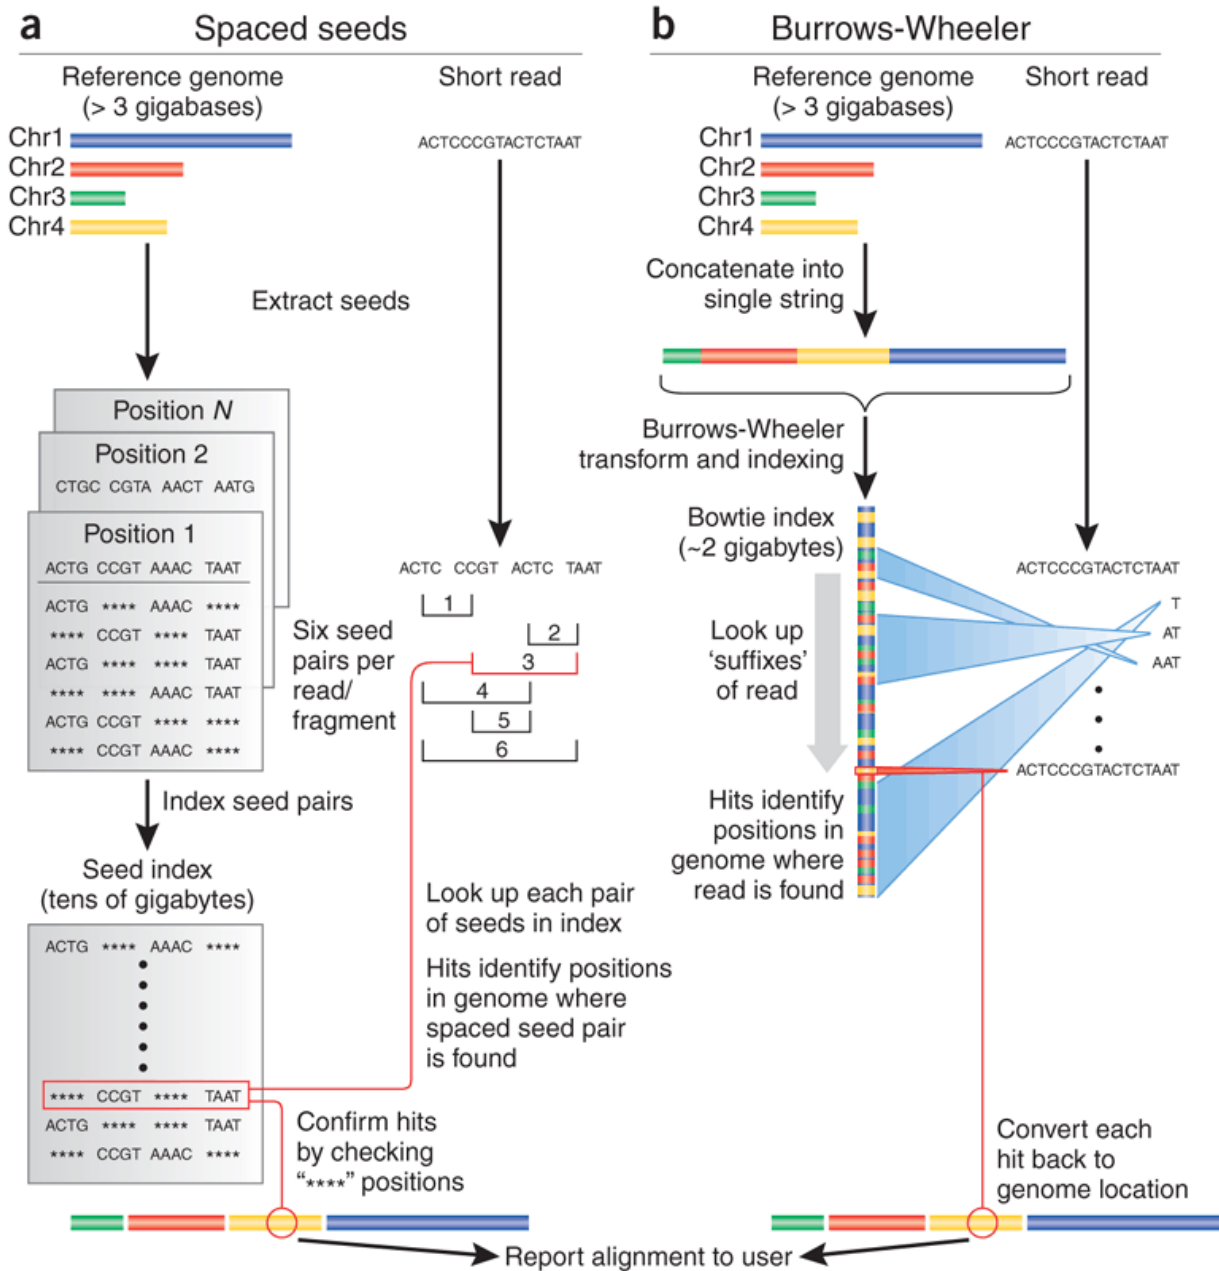 a Spaced seeds
Reference genome
(> 3 gigabases)
Short read
Chr1
Chr2
Chr3
Chr4
ACTCCCGTACTCTAAT
Extract seeds
Position N
Position 2
CTGC CGTA AACT AATG
Position 1
ACTG CCGT AAAC TAAT
ACTG **** AAAC ****
**** CCGT **** TAAT
ACTG **** **** TAAT
**** **** AAAC TAAT
ACTG CCGT **** ****
**** CCGT AAAC ****
Six seed
pairs per
read/
fragment
ACTC CCGT ACTC TAAT
1
2
3
4
5
6
Index seed pairs
Seed index
(tens of gigabytes)
ACTG **** AAAC ****
**** CCGT **** TAAT
ACTG **** **** TAAT
**** CCGT AAAC ****
Look up each pair
of seeds in index
Hits identify positions
in genome where
spaced seed pair
is found
Confirm hits
by checking
"****" positions
b Burrows-Wheeler
Reference genome
(> 3 gigabases)
Short read
Chr1
Chr2
Chr3
Chr4
ACTCCCGTACTCTAAT
Concatenate into
single string
Burrows-Wheeler
transform and indexing
Bowtie index
(~2 gigabytes)
ACTCCCGTACTCTAAT
T
AT
AAT
Look up
'suffixes'
of read
ACTCCCGTACTCTAAT
Hits identify
positions in
genome where
read is found
Convert each
hit back to
genome location
Report alignment to user